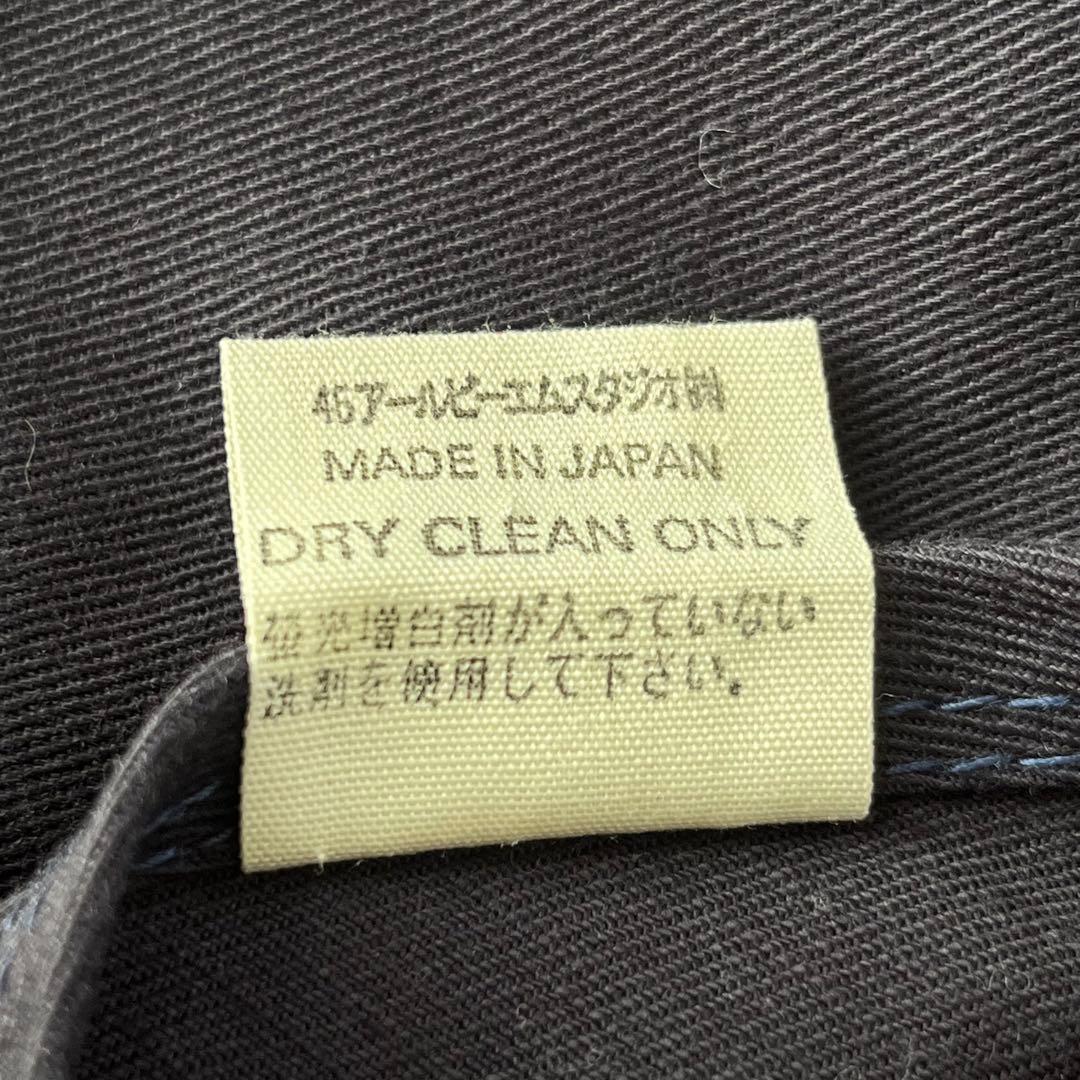 45アールピーエムスタジオ㈱
MADE IN JAPAN
DRY CLEAN ONLY
蛍光増白剤が入っていない
洗剤を使用して下さい。